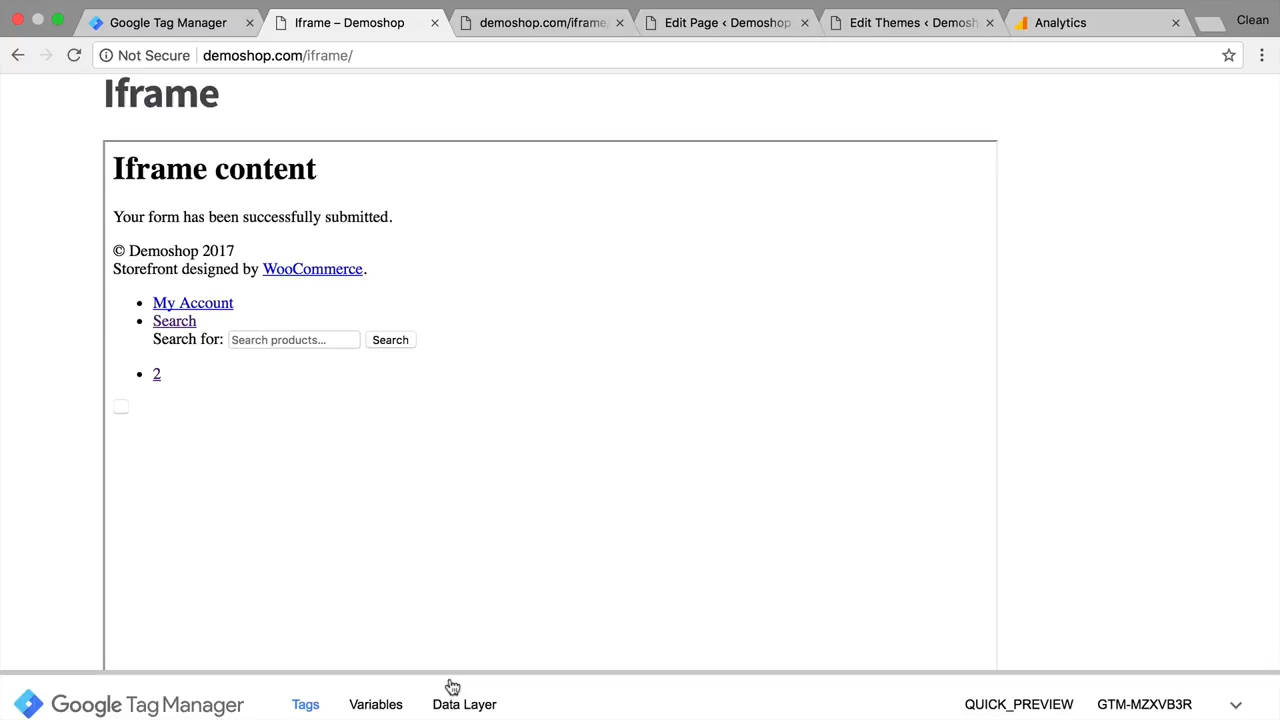 Google Tag Manager
Iframe – Demoshop
demoshop.com/iframe/
Edit Page ‹ Demoshop
Edit Themes ‹ Demosh
Analytics
Clean
Not Secure demoshop.com/iframe/
Iframe
Iframe content
Your form has been successfully submitted.
© Demoshop 2017
Storefront designed by WooCommerce.
My Account
Search
Search for: Search products... Search
2
Google Tag Manager Tags Variables Data Layer QUICK_PREVIEW GTM-MZXVB3R